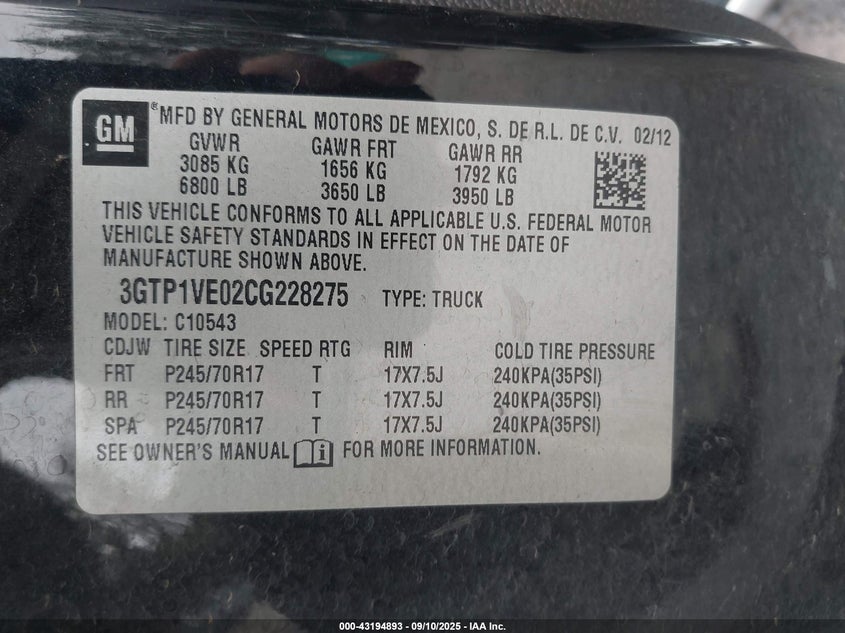 GM
®MFD BY GENERAL MOTORS DE MEXICO, S. DE R.L. DE C.V. 02/12
GVWR GAWR FRT GAWR RR
3085 KG 1656 KG 1792 KG
6800 LB 3650 LB 3950 LB
THIS VEHICLE CONFORMS TO ALL APPLICABLE U.S. FEDERAL MOTOR
VEHICLE SAFETY STANDARDS IN EFFECT ON THE DATE OF
MANUFACTURE SHOWN ABOVE.
3GTP1VE02CG228275 TYPE: TRUCK
MODEL: C10543
CDJW TIRE SIZE SPEED RTG RIM COLD TIRE PRESSURE
FRT P245/70R17 T 17X7.5J 240KPA(35PSI)
RR P245/70R17 T 17X7.5J 240KPA(35PSI)
SPA P245/70R17 T 17X7.5J 240KPA(35PSI)
SEE OWNER'S MANUAL FOR MORE INFORMATION.
000-43194893 - 09/10/2025 - IAA Inc.